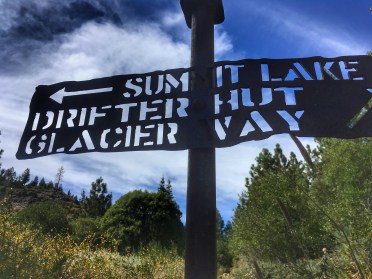 ← SUMMIT LAKE
DRIFTER HUT
GLACIER WAY